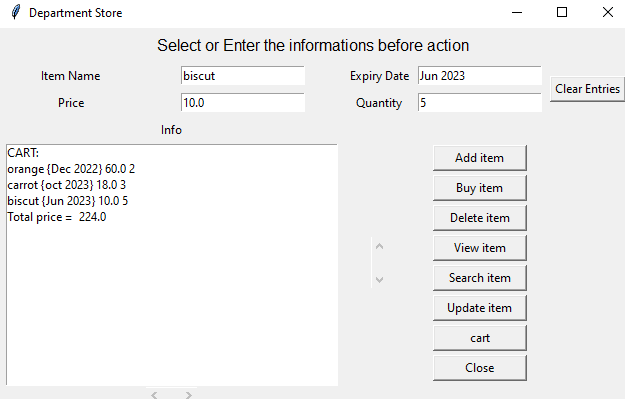 Department Store
Select or Enter the informations before action
Item Name biscut Expiry Date Jun 2023
Clear Entries
Price 10.0 Quantity 5
Info
CART:
orange {Dec 2022} 60.0 2
carrot {oct 2023} 18.0 3
biscut {Jun 2023} 10.0 5
Total price =  224.0
Add item
Buy item
Delete item
View item
Search item
Update item
cart
Close